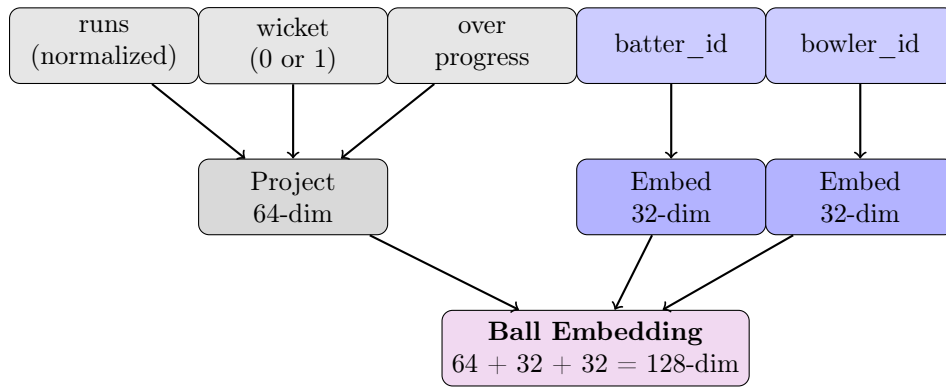 runs
(normalized)
wicket
(0 or 1)
over
progress
batter_id
bowler_id
Project
64-dim
Embed
32-dim
Embed
32-dim
Ball Embedding
64 + 32 + 32 = 128-dim